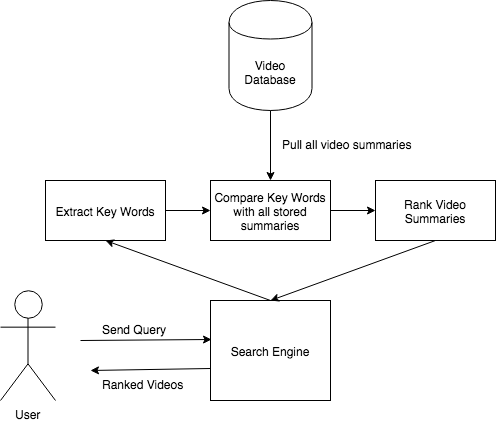 Video
Database
Pull all video summaries
Extract Key Words
Compare Key Words
with all stored
summaries
Rank Video
Summaries
Send Query
Search Engine
Ranked Videos
User